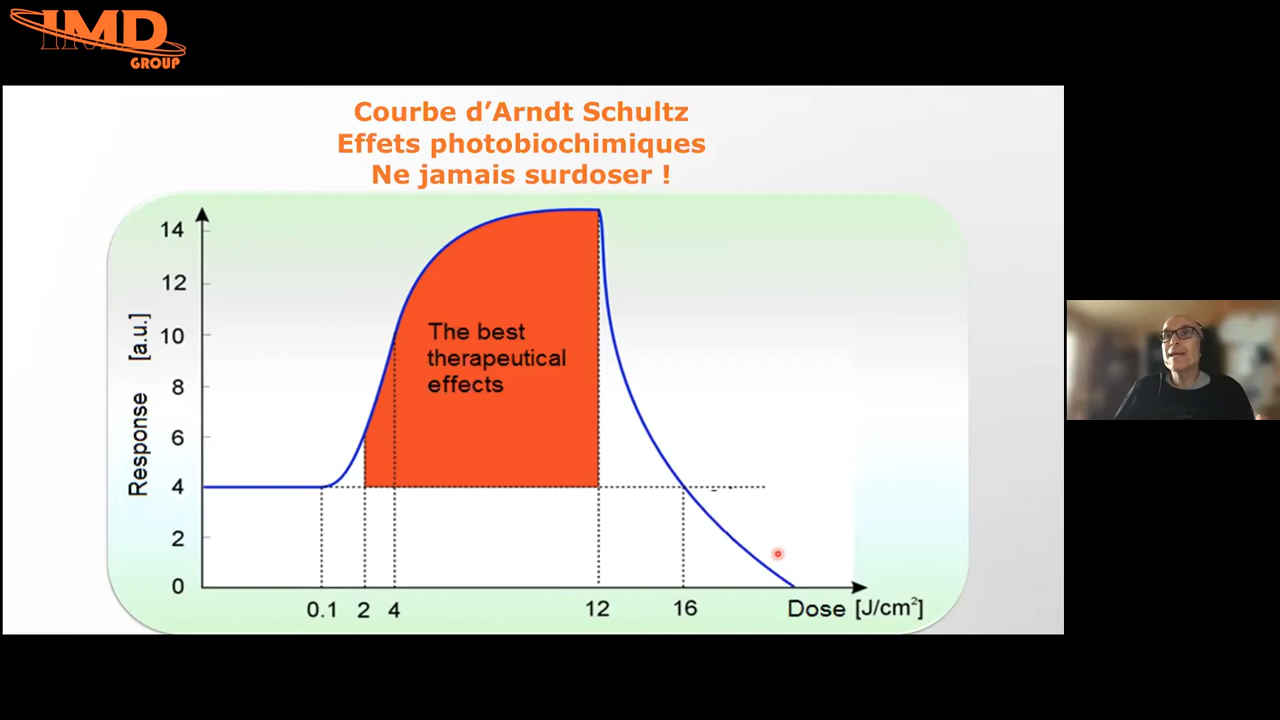 IMD
GROUP
Courbe d’Arndt Schultz
Effets photobiochimiques
Ne jamais surdoser !
Response [a.u.]
14
12
10
8
6
4
2
0
The best
therapeutical
effects
0.1 2 4 12 16 Dose [J/cm²]